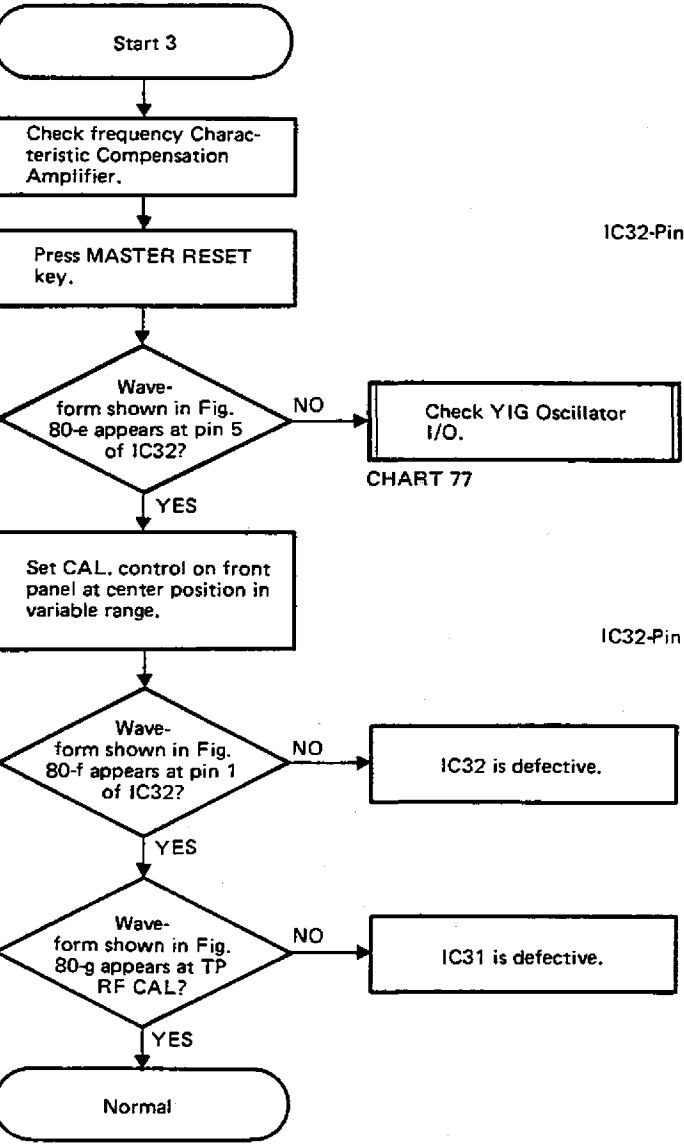 Start 3
Check frequency Charac-
teristic Compensation
Amplifier.
IC32-Pin
Press MASTER RESET
key.
Wave-
form shown in Fig.
80-e appears at pin 5
of IC32?
NO
Check YIG Oscillator
I/O.
CHART 77
YES
Set CAL. control on front
panel at center position in
variable range.
IC32-Pin
Wave-
form shown in Fig.
80-f appears at pin 1
of IC32?
NO
IC32 is defective.
YES
Wave-
form shown in Fig.
80-g appears at TP
RF CAL?
NO
IC31 is defective.
YES
Normal